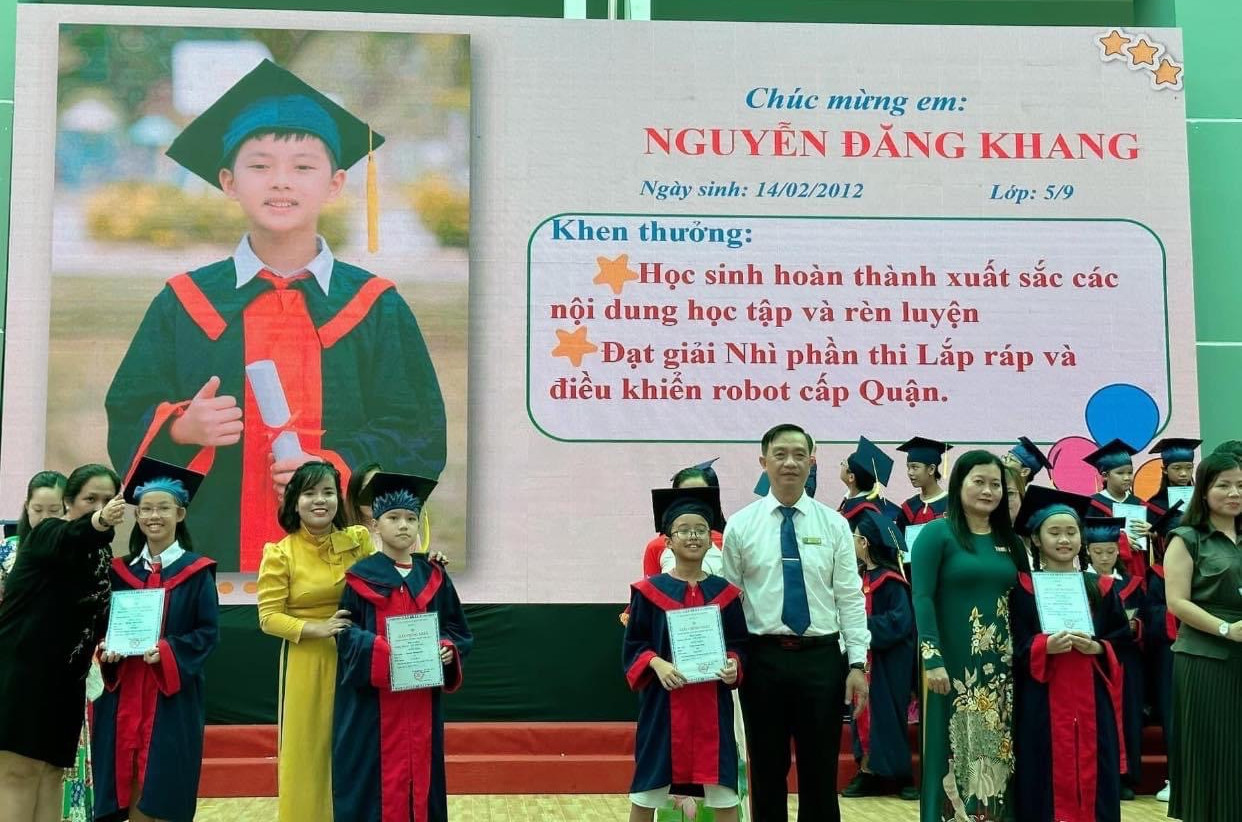 Chúc mừng em:
NGUYỄN ĐĂNG KHANG
Ngày sinh: 14/02/2012 Lớp: 5/9
Khen thưởng:
Học sinh hoàn thành xuất sắc các
nội dung học tập và rèn luyện
Đạt giải Nhì phần thi Lắp ráp và
điều khiển robot cấp Quận.